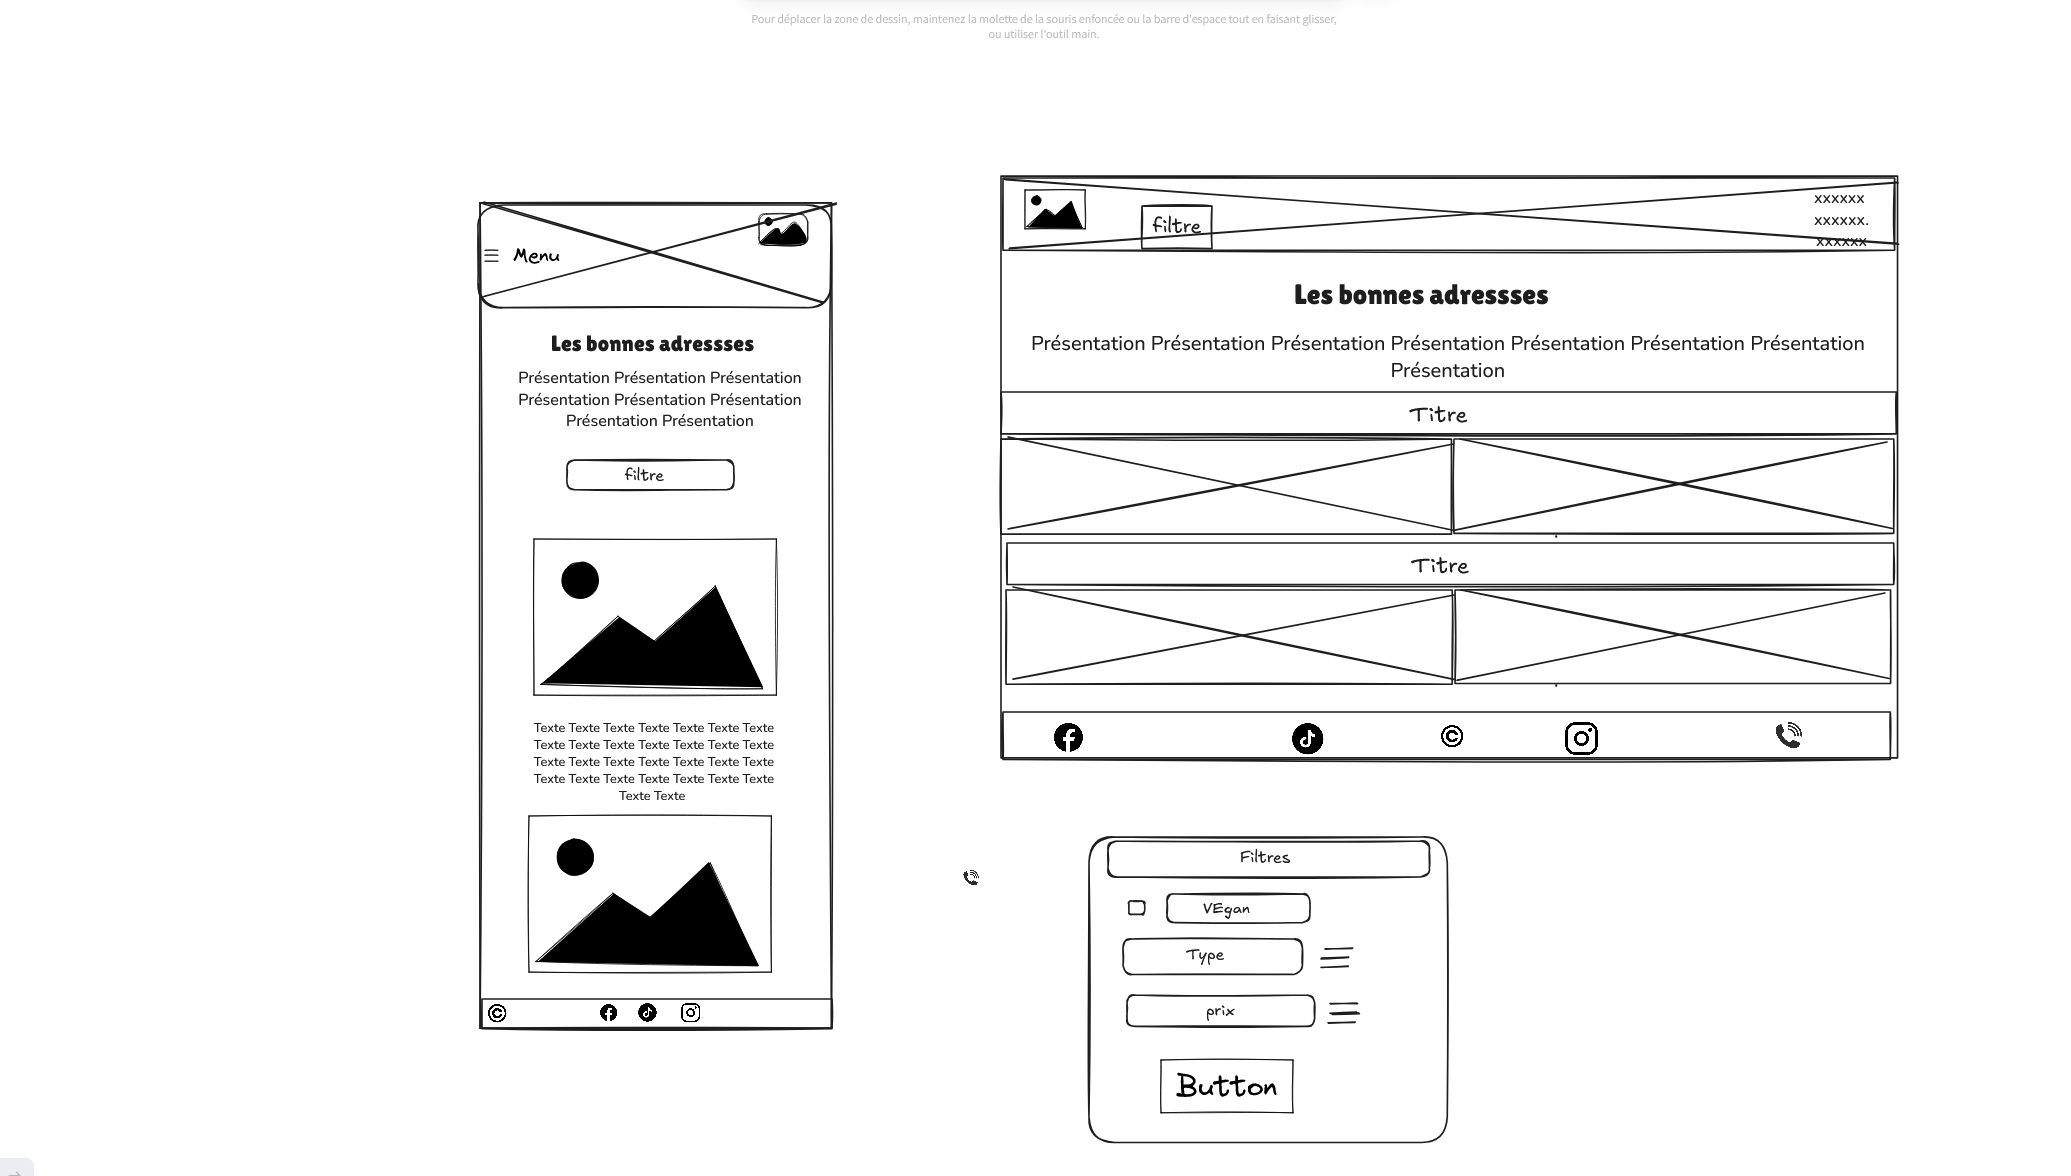 Pour déplacer la zone de dessin, maintenez la molette de la souris enfoncée ou la barre d'espace tout en faisant glisser,
ou utiliser l'outil main.
Menu
Les bonnes adressses
Présentation Présentation Présentation
Présentation Présentation Présentation
Présentation Présentation
filtre
Texte Texte Texte Texte Texte Texte Texte
Texte Texte Texte Texte Texte Texte Texte
Texte Texte Texte Texte Texte Texte Texte
Texte Texte Texte Texte Texte Texte Texte
Texte Texte
©
filtre
xxxxxx
xxxxxx.
xxxxxx
Les bonnes adressses
Présentation Présentation Présentation Présentation Présentation Présentation Présentation
Présentation
Titre
Titre
©
Filtres
VEgan
Type
prix
Button